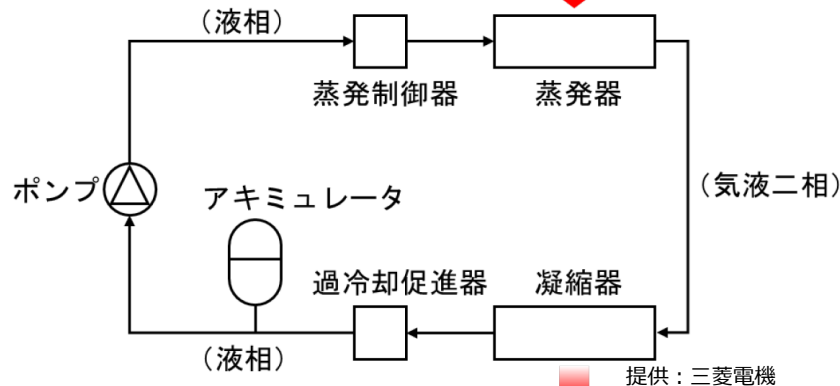 （液相）
蒸発制御器
蒸発器
ポンプ
アキミュレータ
（気液二相）
過冷却促進器
凝縮器
（液相）
提供：三菱電機